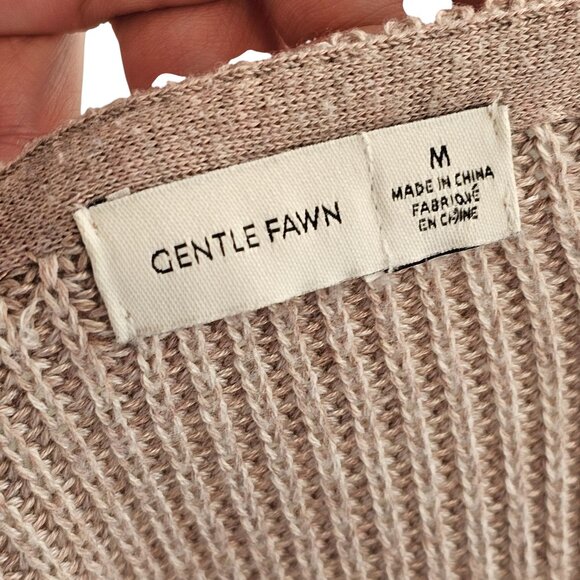 GENTLE FAWN
M
MADE IN CHINA
FABRIQUÉ
EN CHINE